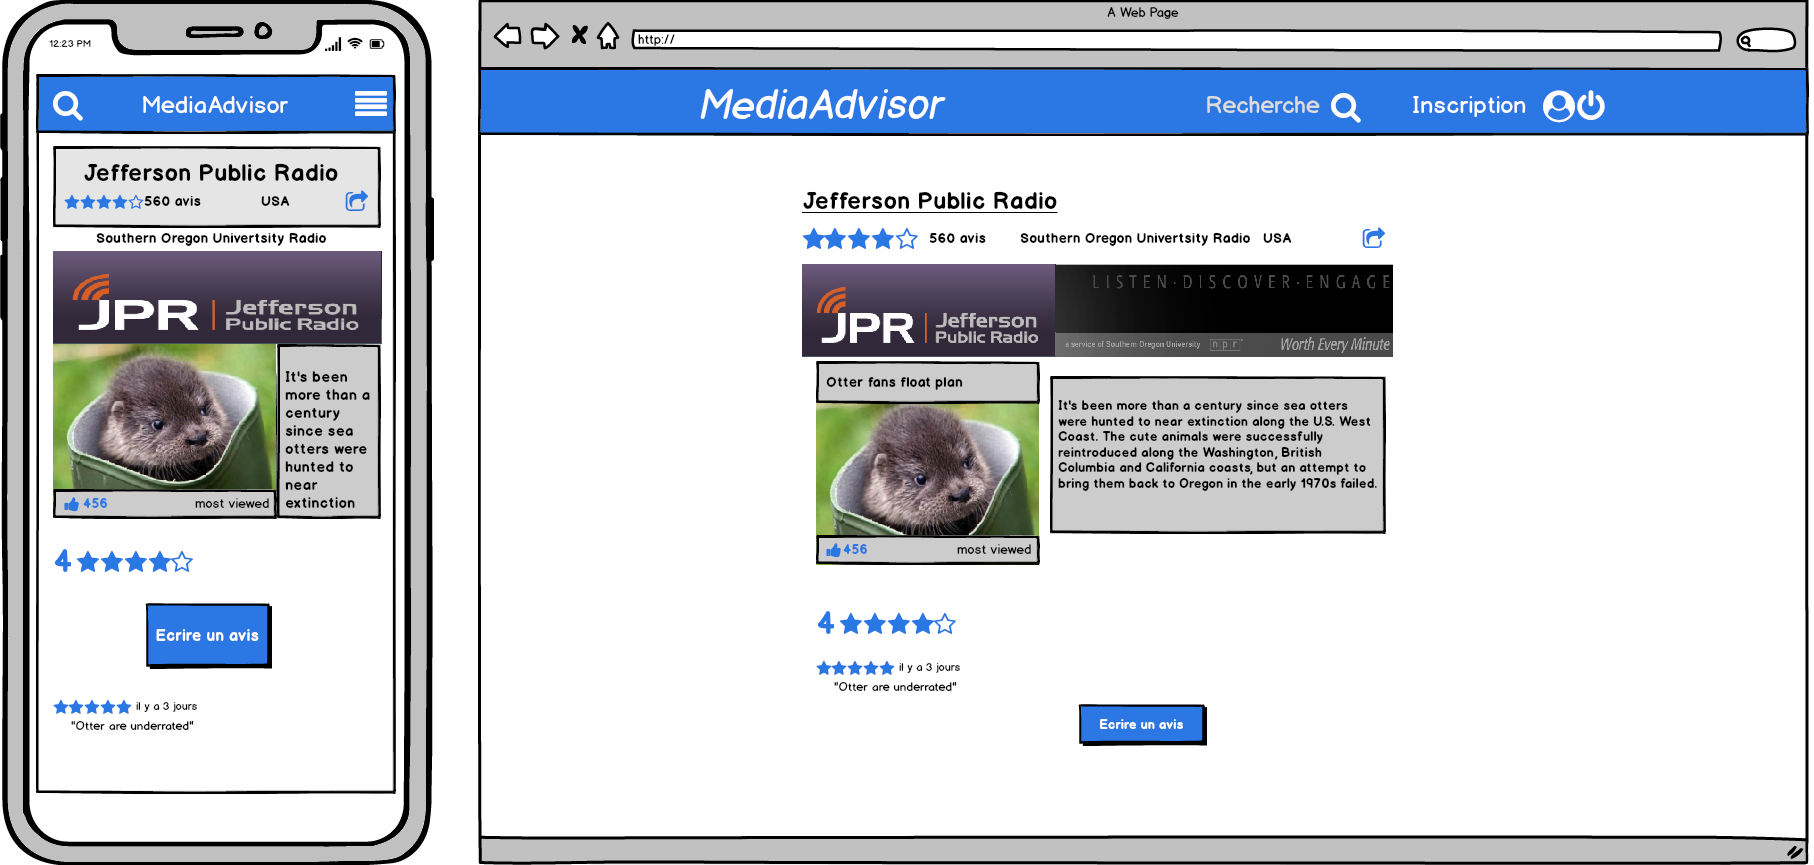 12:23 PM
MediaAdvisor
Jefferson Public Radio
560 avis
USA
Southern Oregon Univertsity Radio
JPR | Jefferson
Public Radio
It's been
more than a
century
since sea
otters were
hunted to
near
extinction
456
most viewed
4
Ecrire un avis
il y a 3 jours
"Otter are underrated"
A Web Page
http://
MediaAdvisor
Recherche
Inscription
Jefferson Public Radio
560 avis
Southern Oregon Univertsity Radio
USA
JPR | Jefferson
Public Radio
LISTEN·DISCOVER·ENGAGE
a service of Southern Oregon University
npr
Worth Every Minute
Otter fans float plan
It's been more than a century since sea otters
were hunted to near extinction along the U.S. West
Coast. The cute animals were successfully
reintroduced along the Washington, British
Columbia and California coasts, but an attempt to
bring them back to Oregon in the early 1970s failed.
456
most viewed
4
il y a 3 jours
"Otter are underrated"
Ecrire un avis